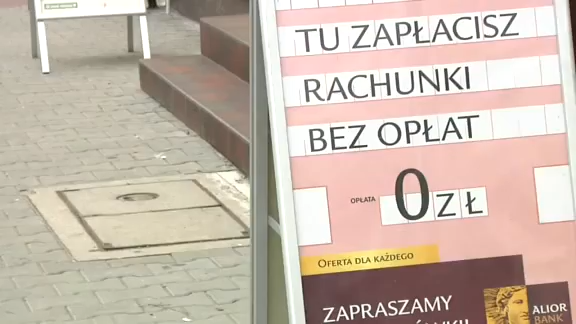 TU ZAPŁACISZ
RACHUNKI
BEZ OPŁAT
OPŁATA 0 ZŁ
OFERTA DLA KAŻDEGO
ZAPRASZAMY
ALIOR
BANK